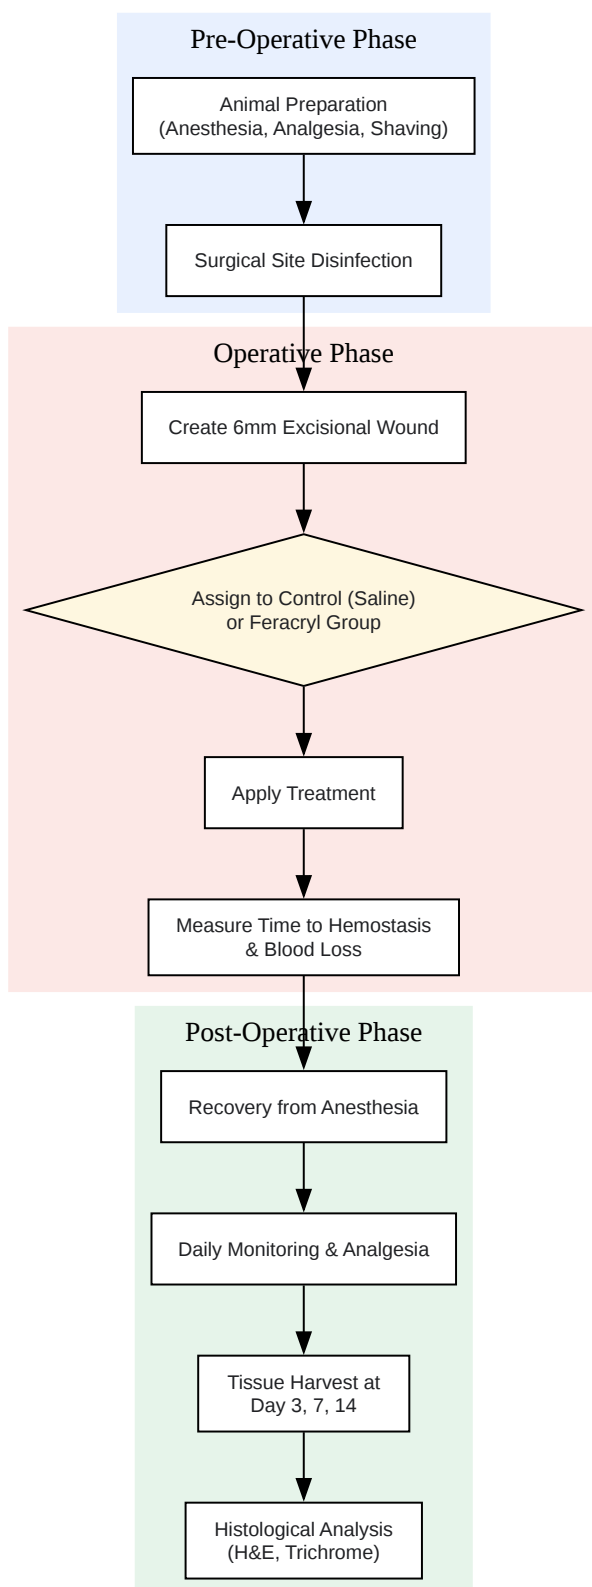 Pre-Operative Phase
Animal Preparation
(Anesthesia, Analgesia, Shaving)
Surgical Site Disinfection
Operative Phase
Create 6mm Excisional Wound
Assign to Control (Saline)
or Feracryl Group
Apply Treatment
Measure Time to Hemostasis
& Blood Loss
Post-Operative Phase
Recovery from Anesthesia
Daily Monitoring & Analgesia
Tissue Harvest at
Day 3, 7, 14
Histological Analysis
(H&E, Trichrome)